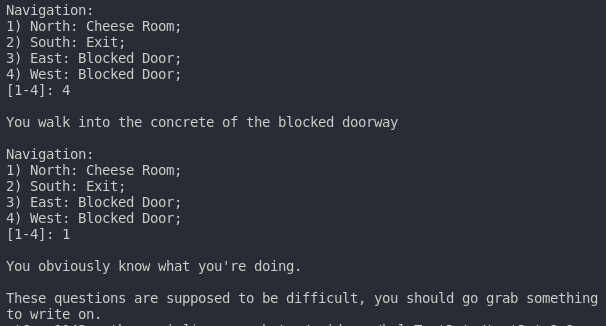 Navigation:
1) North: Cheese Room;
2) South: Exit;
3) East: Blocked Door;
4) West: Blocked Door;
[1-4]: 4
You walk into the concrete of the blocked doorway
Navigation:
1) North: Cheese Room;
2) South: Exit;
3) East: Blocked Door;
4) West: Blocked Door;
[1-4]: 1
You obviously know what you're doing.
These questions are supposed to be difficult, you should go grab something
to write on.